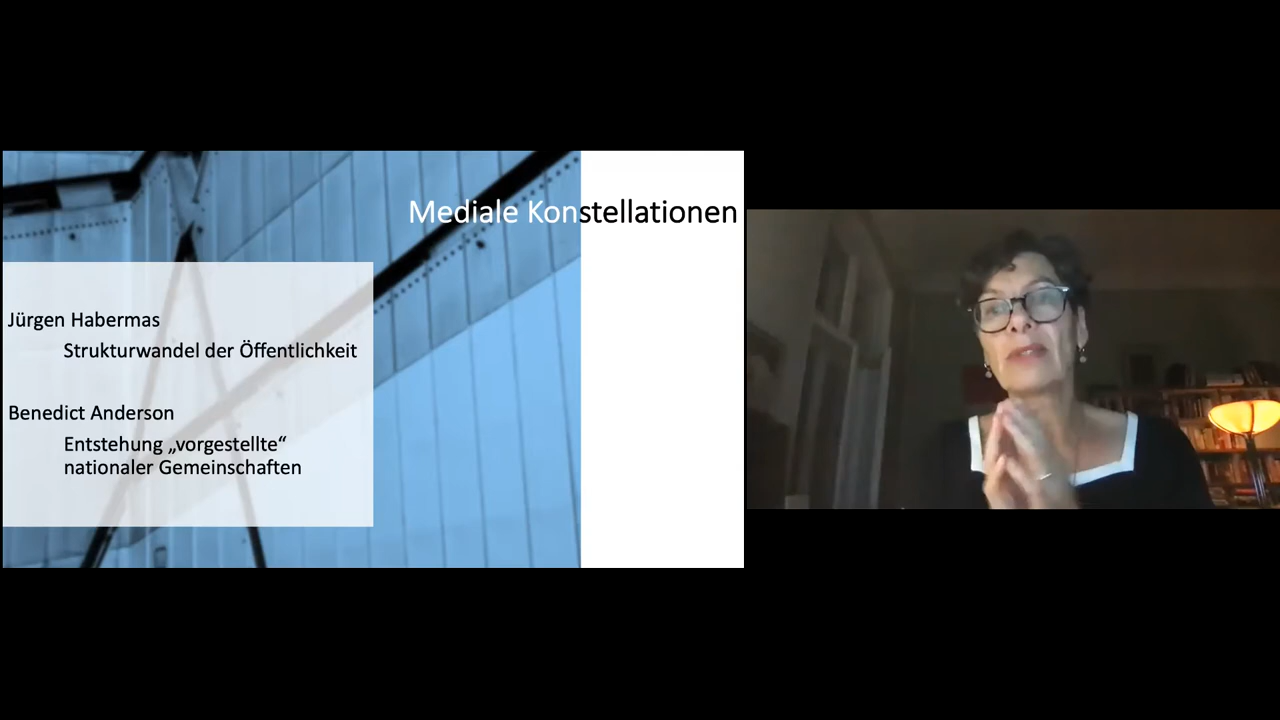 Mediale Konstellationen
Jürgen Habermas
Strukturwandel der Öffentlichkeit
Benedict Anderson
Entstehung „vorgestellte“
nationaler Gemeinschaften